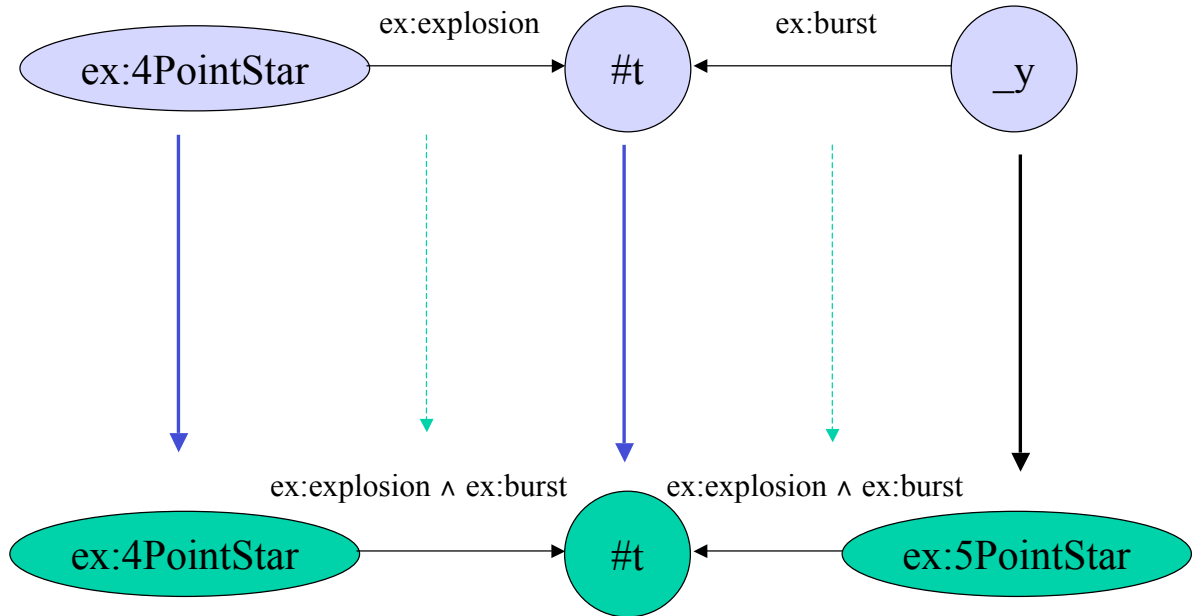 ex:explosion
ex:burst
ex:4PointStar
#t
_y
ex:explosion ∧ ex:burst
ex:explosion ∧ ex:burst
ex:4PointStar
#t
ex:5PointStar